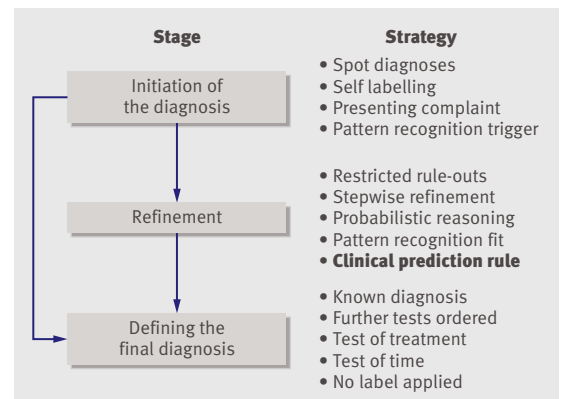 Stage
Strategy
Initiation of
the diagnosis
• Spot diagnoses
• Self labelling
• Presenting complaint
• Pattern recognition trigger
Refinement
• Restricted rule-outs
• Stepwise refinement
• Probabilistic reasoning
• Pattern recognition fit
• Clinical prediction rule
Defining the
final diagnosis
• Known diagnosis
• Further tests ordered
• Test of treatment
• Test of time
• No label applied